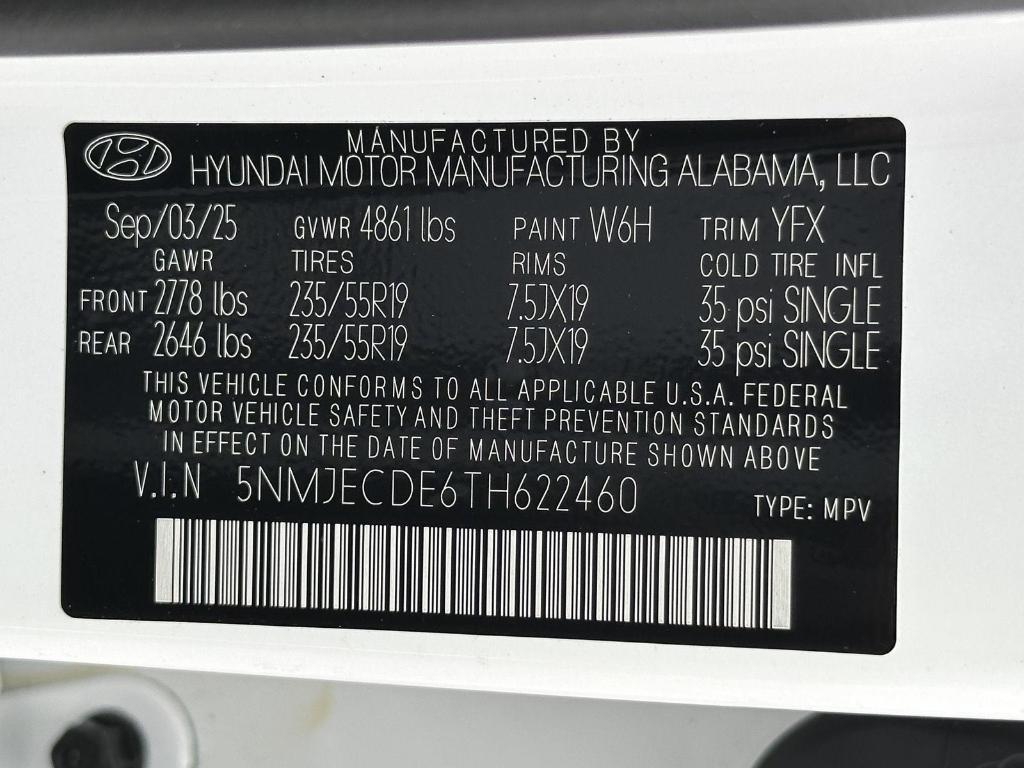 MANUFACTURED BY
HYUNDAI MOTOR MANUFACTURING ALABAMA, LLC
Sep/03/25 GVWR 4861 lbs PAINT W6H TRIM YFX
GAWR TIRES RIMS COLD TIRE INFL
FRONT 2778 lbs 235/55R19 7.5JX19 35 psi SINGLE
REAR 2646 lbs 235/55R19 7.5JX19 35 psi SINGLE
THIS VEHICLE CONFORMS TO ALL APPLICABLE U.S.A. FEDERAL
MOTOR VEHICLE SAFETY AND THEFT PREVENTION STANDARDS
IN EFFECT ON THE DATE OF MANUFACTURE SHOWN ABOVE
V.I.N 5NMJECDE6TH622460 TYPE: MPV